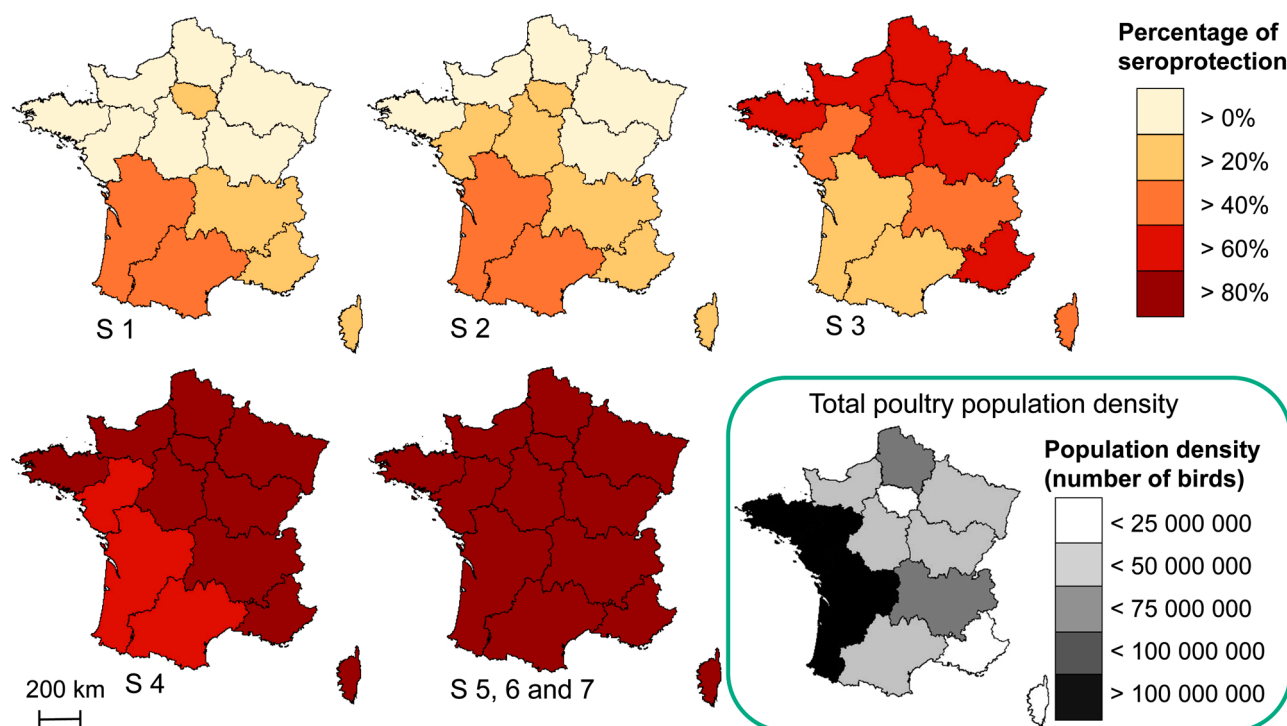 Percentage of
seroprotection
> 0%
> 20%
> 40%
> 60%
> 80%
S 1
S 2
S 3
S 4
S 5, 6 and 7
200 km
Total poultry population density
Population density
(number of birds)
< 25 000 000
< 50 000 000
< 75 000 000
< 100 000 000
> 100 000 000